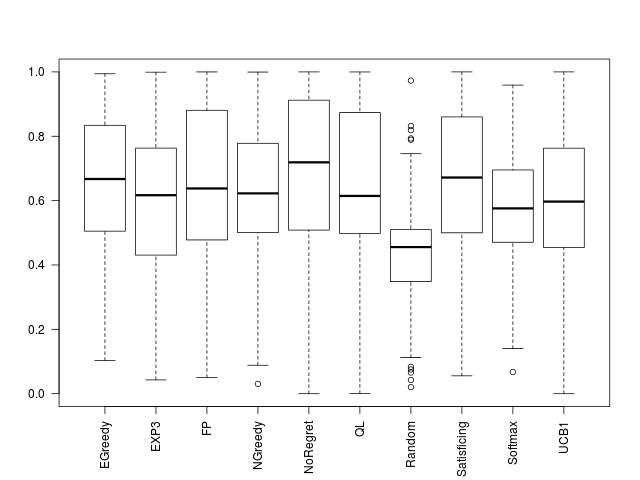 1.0
0.8
0.6
0.4
0.2
0.0
EGreedy
EXP3
FP
NGreedy
NoRegret
QL
Random
Satisficing
Softmax
UCB1